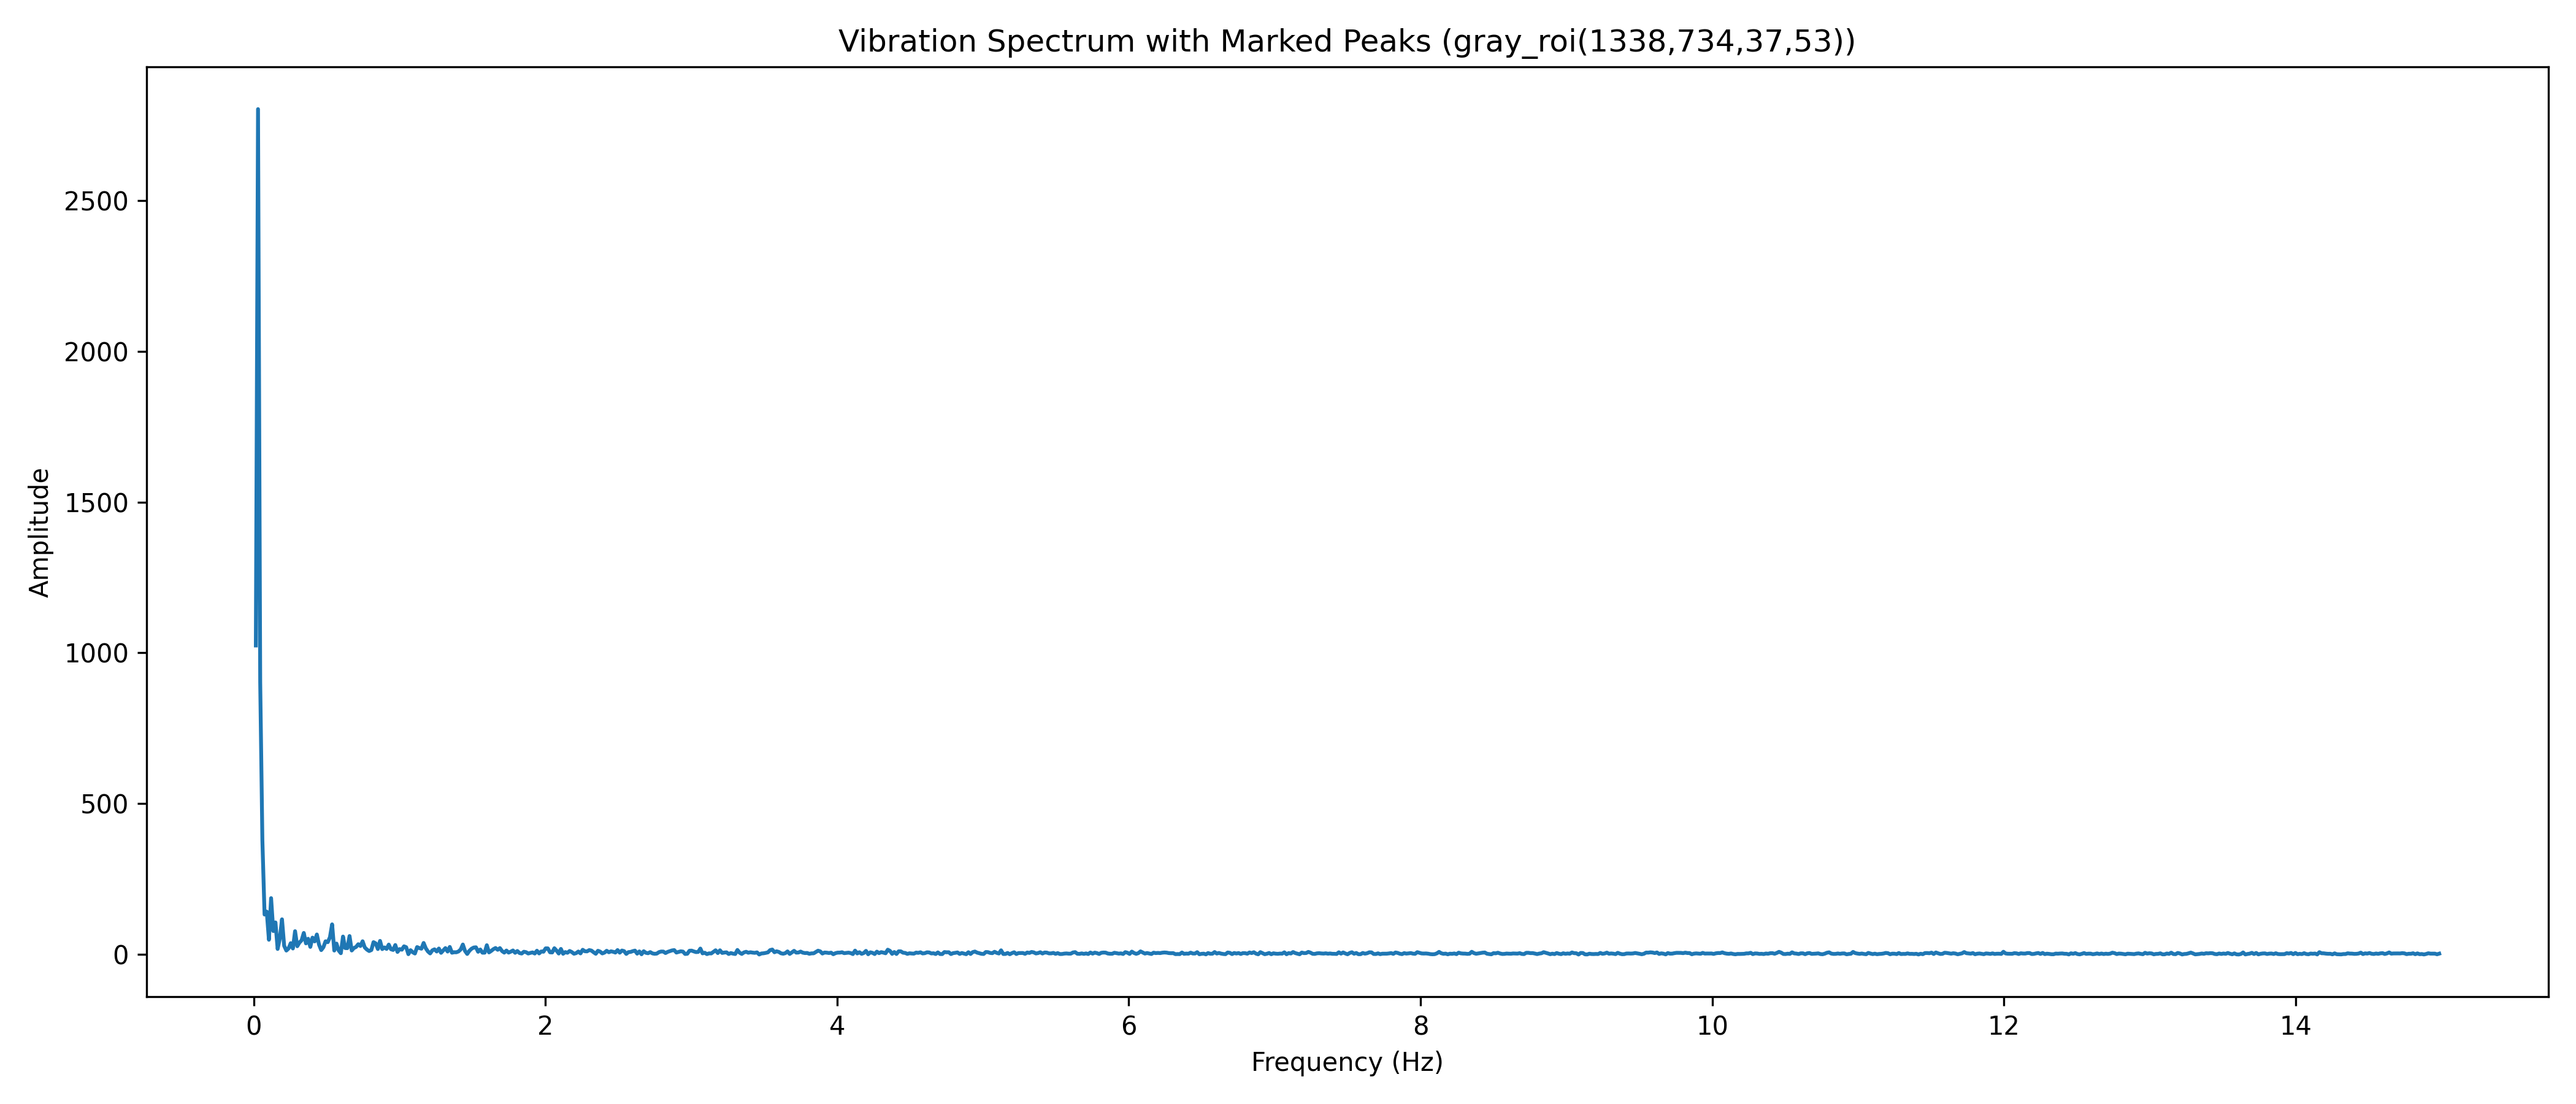 Vibration Spectrum with Marked Peaks (gray_roi(1338,734,37,53))
2500
2000
1500
1000
500
0
Amplitude
0 2 4 6 8 10 12 14
Frequency (Hz)